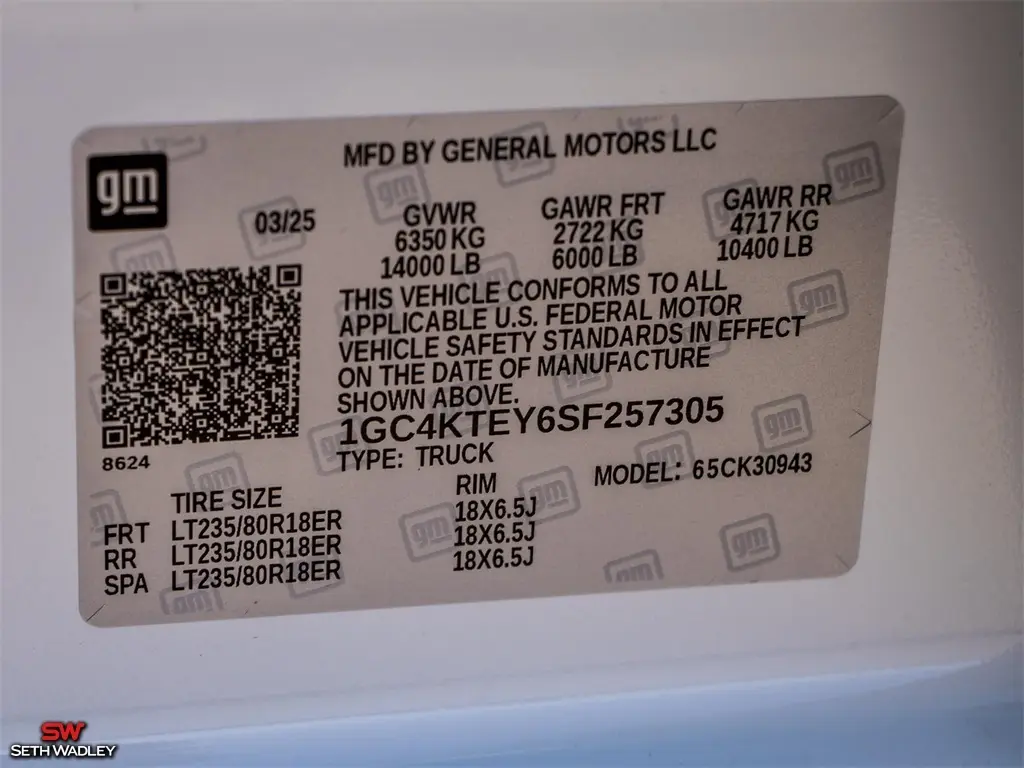 MFD BY GENERAL MOTORS LLC
gm
03/25
GVWR GAWR FRT GAWR RR
6350 KG 2722 KG 4717 KG
14000 LB 6000 LB 10400 LB
THIS VEHICLE CONFORMS TO ALL
APPLICABLE U.S. FEDERAL MOTOR
VEHICLE SAFETY STANDARDS IN EFFECT
ON THE DATE OF MANUFACTURE
SHOWN ABOVE.
1GC4KTEY6SF257305
8624
TYPE: TRUCK MODEL: 65CK30943
TIRE SIZE RIM
FRT LT235/80R18ER 18X6.5J
RR LT235/80R18ER 18X6.5J
SPA LT235/80R18ER 18X6.5J
SW
SETH WADLEY